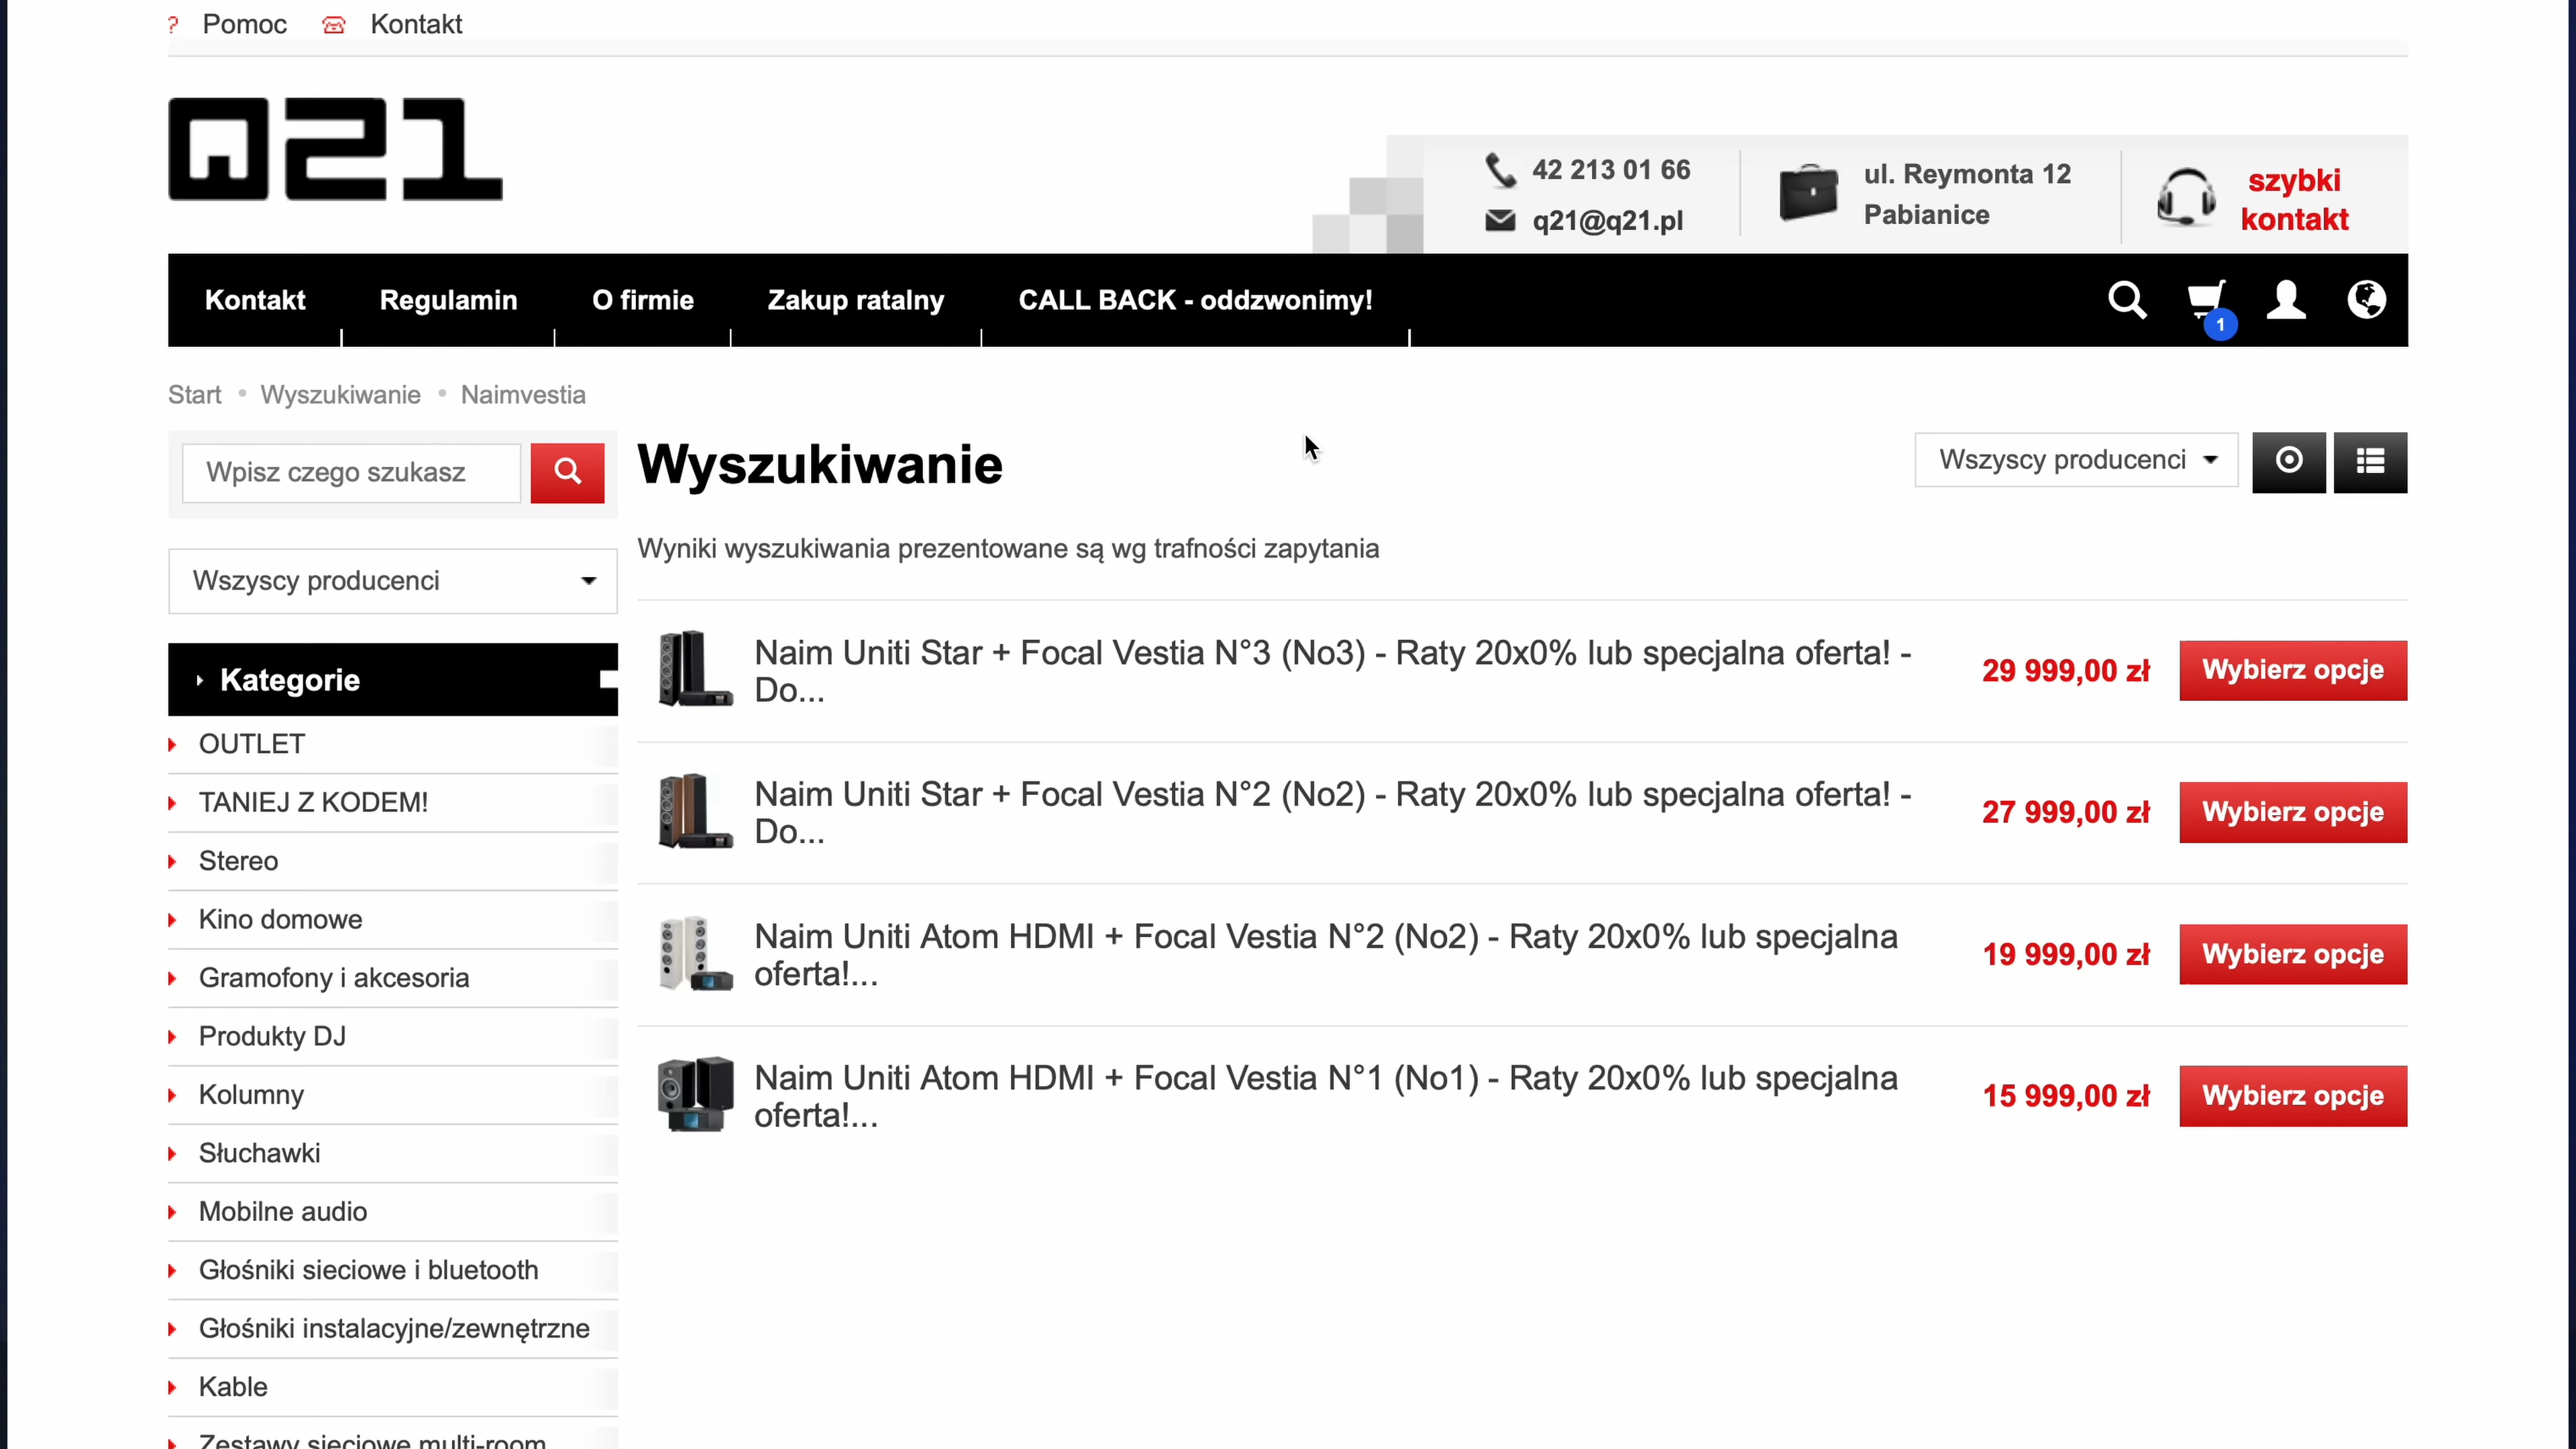 ? Pomoc Kontakt
Q21
42 213 01 66
q21@q21.pl
ul. Reymonta 12
Pabianice
szybki
kontakt
Kontakt Regulamin O firmie Zakup ratalny CALL BACK - oddzwonimy!
1
Start • Wyszukiwanie • Naimvestia
Wpisz czego szukasz
Wszyscy producenci
Kategorie
OUTLET
TANIEJ Z KODEM!
Stereo
Kino domowe
Gramofony i akcesoria
Produkty DJ
Kolumny
Słuchawki
Mobilne audio
Głośniki sieciowe i bluetooth
Głośniki instalacyjne/zewnętrzne
Kable
Zestawy sieciowe multi-room
Wyszukiwanie
Wszyscy producenci
Wyniki wyszukiwania prezentowane są wg trafności zapytania
Naim Uniti Star + Focal Vestia N°3 (No3) - Raty 20x0% lub specjalna oferta! -
Do...
29 999,00 zł
Wybierz opcje
Naim Uniti Star + Focal Vestia N°2 (No2) - Raty 20x0% lub specjalna oferta! -
Do...
27 999,00 zł
Wybierz opcje
Naim Uniti Atom HDMI + Focal Vestia N°2 (No2) - Raty 20x0% lub specjalna
oferta!...
19 999,00 zł
Wybierz opcje
Naim Uniti Atom HDMI + Focal Vestia N°1 (No1) - Raty 20x0% lub specjalna
oferta!...
15 999,00 zł
Wybierz opcje